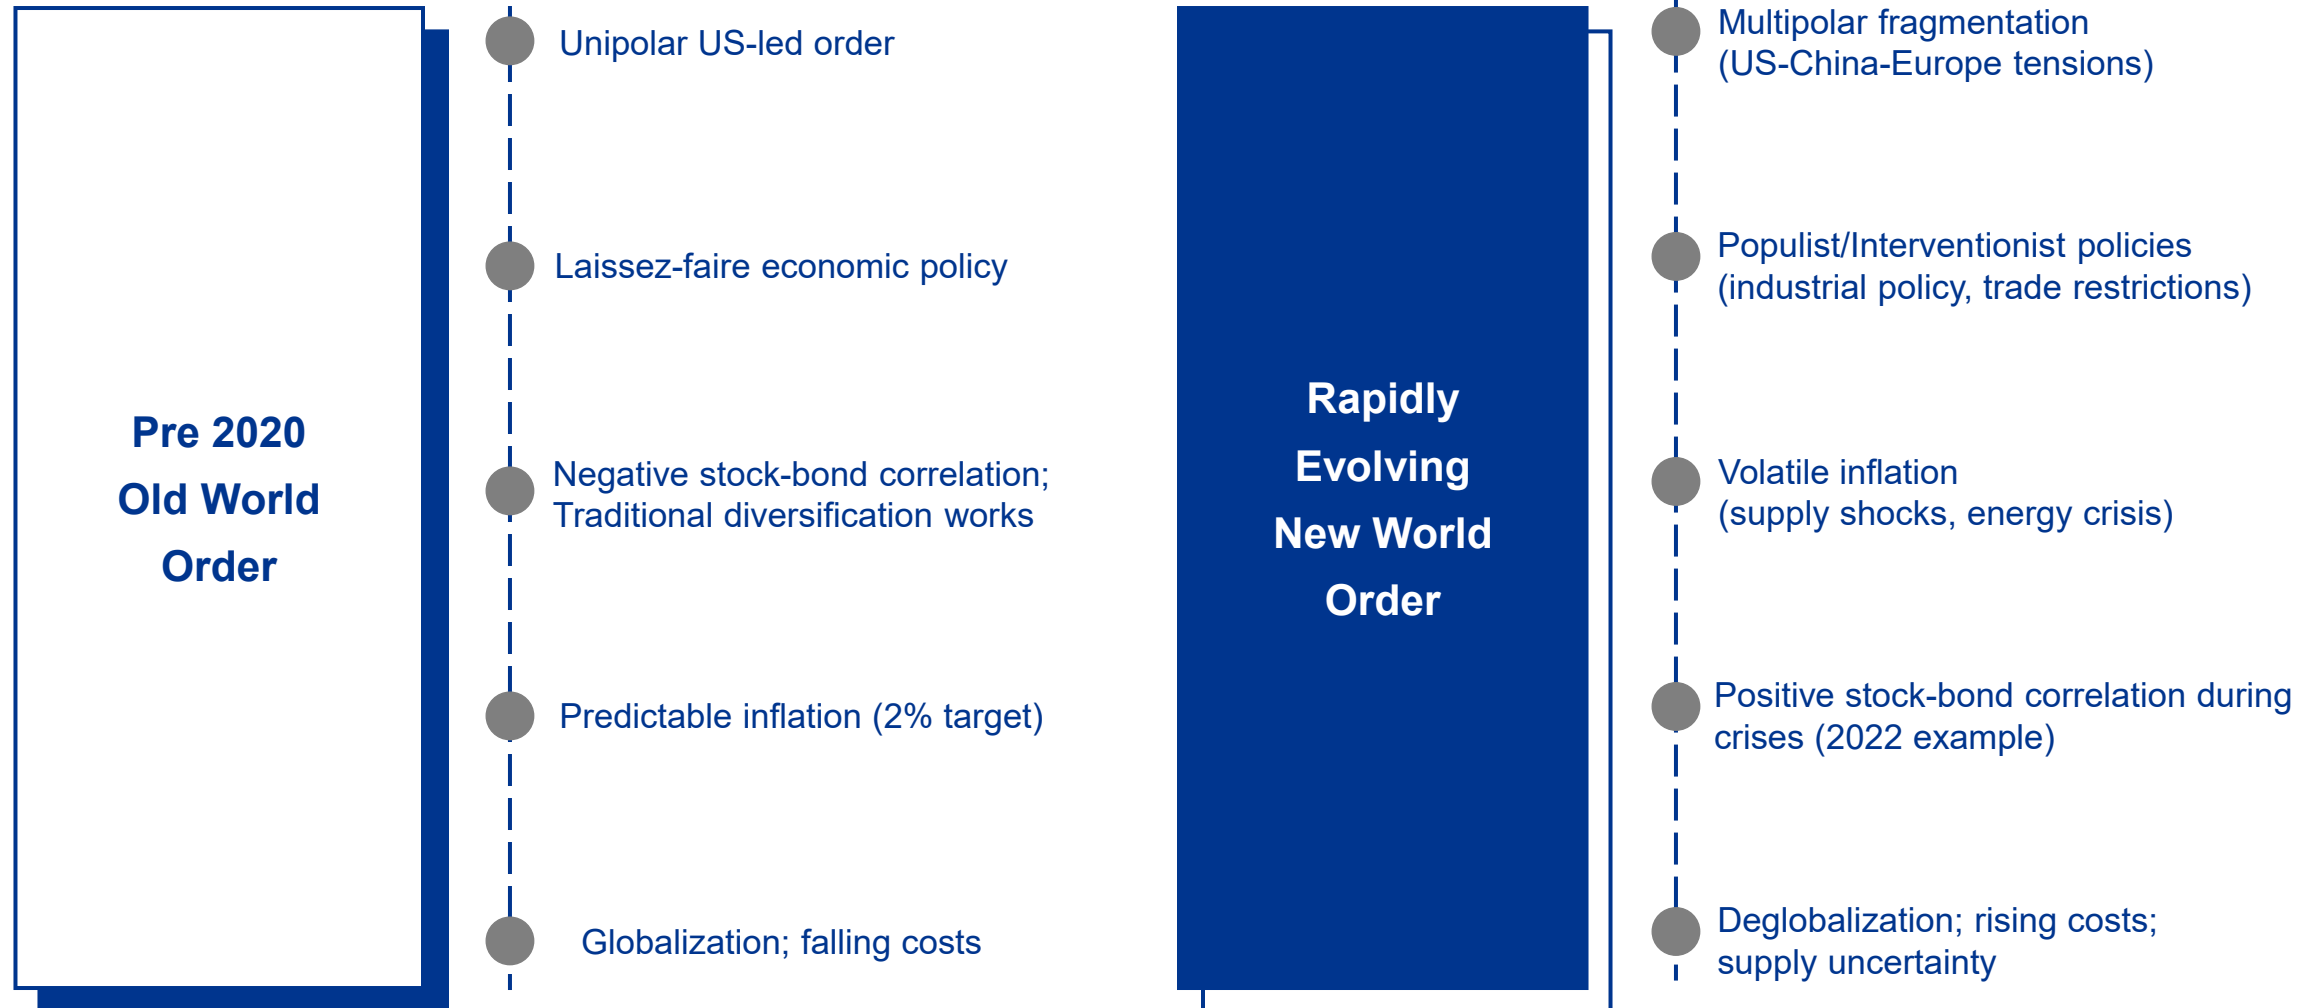 Pre 2020
Old World
Order
Unipolar US-led order
Laissez-faire economic policy
Negative stock-bond correlation;
Traditional diversification works
Predictable inflation (2% target)
Globalization; falling costs
Rapidly
Evolving
New World
Order
Multipolar fragmentation
(US-China-Europe tensions)
Populist/Interventionist policies
(industrial policy, trade restrictions)
Volatile inflation
(supply shocks, energy crisis)
Positive stock-bond correlation during
crises (2022 example)
Deglobalization; rising costs;
supply uncertainty